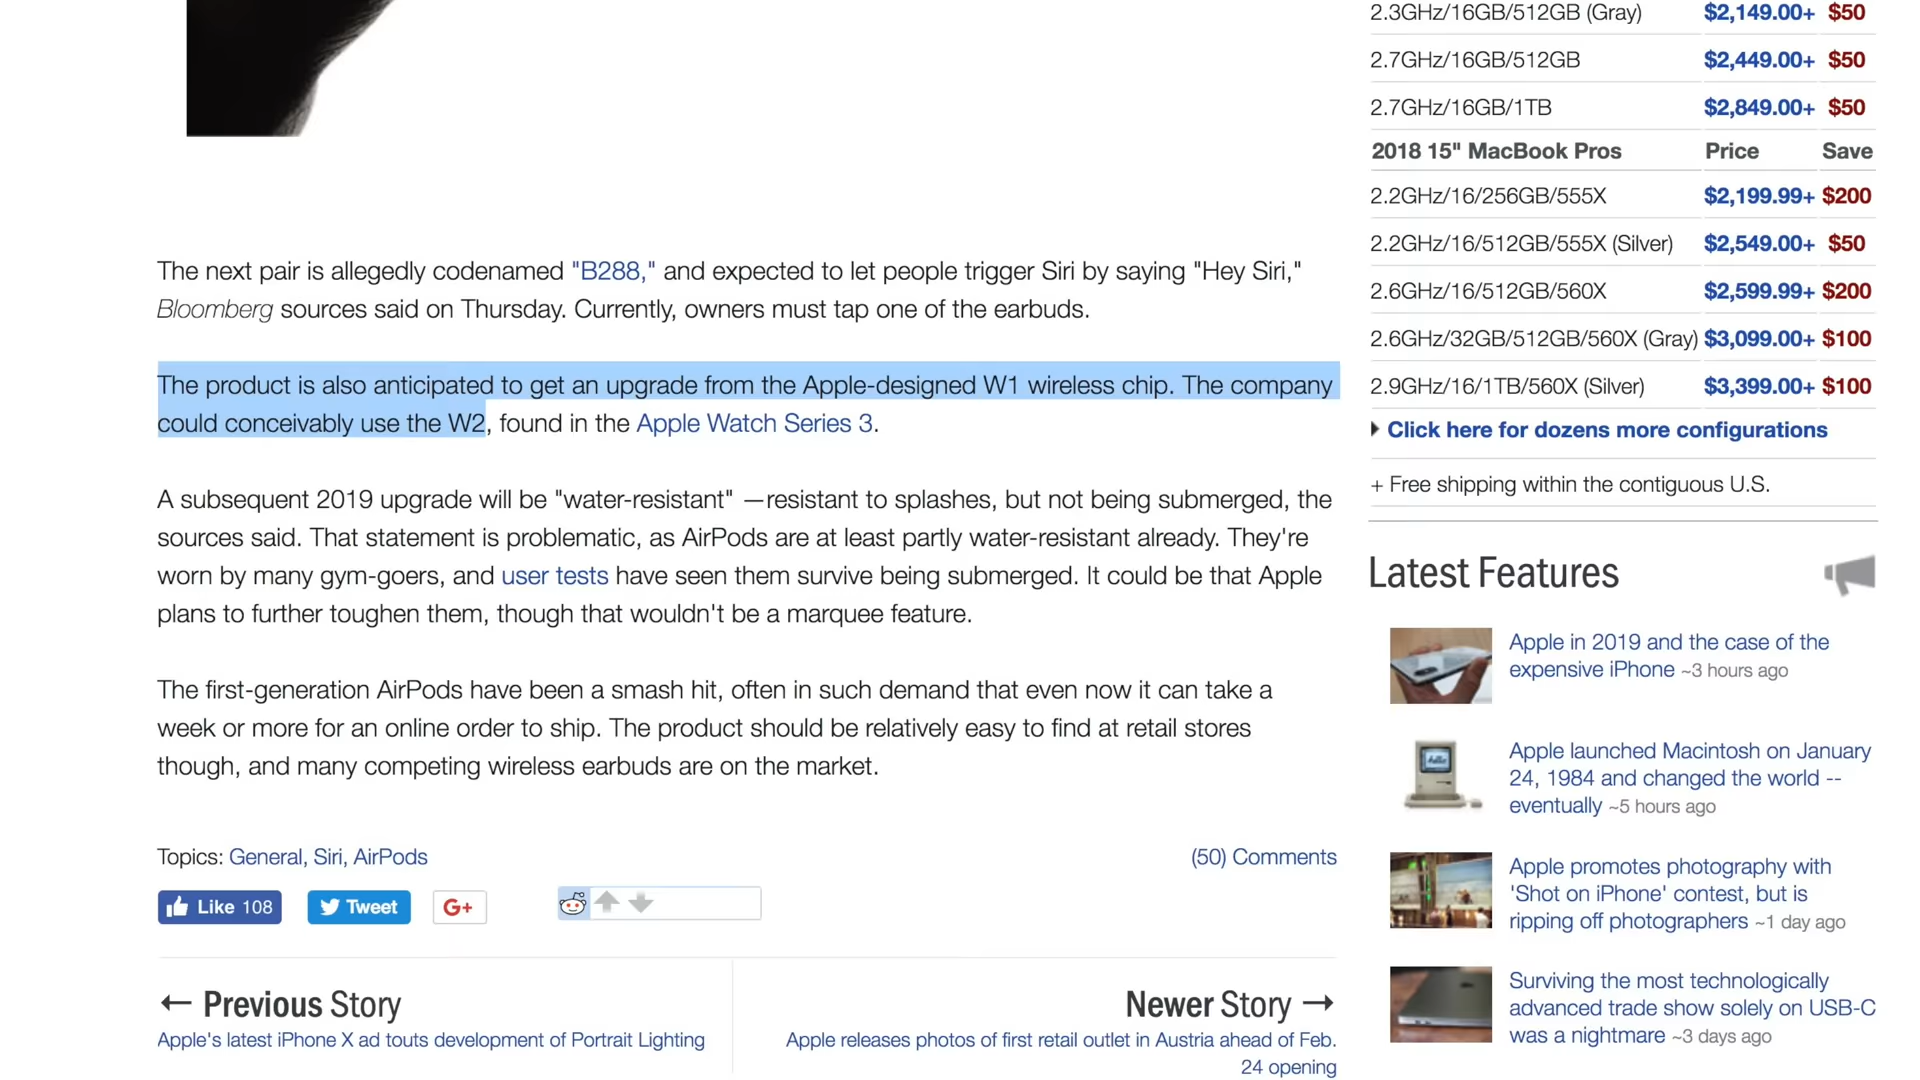 The next pair is allegedly codenamed "B288," and expected to let people trigger Siri by saying "Hey Siri,"
Bloomberg sources said on Thursday. Currently, owners must tap one of the earbuds.
The product is also anticipated to get an upgrade from the Apple-designed W1 wireless chip. The company
could conceivably use the W2, found in the Apple Watch Series 3.
A subsequent 2019 upgrade will be "water-resistant" —resistant to splashes, but not being submerged, the
sources said. That statement is problematic, as AirPods are at least partly water-resistant already. They're
worn by many gym-goers, and user tests have seen them survive being submerged. It could be that Apple
plans to further toughen them, though that wouldn't be a marquee feature.
The first-generation AirPods have been a smash hit, often in such demand that even now it can take a
week or more for an online order to ship. The product should be relatively easy to find at retail stores
though, and many competing wireless earbuds are on the market.
Topics: General, Siri, AirPods
(50) Comments
Like 108
Tweet
G+
← Previous Story
Apple's latest iPhone X ad touts development of Portrait Lighting
Newer Story →
Apple releases photos of first retail outlet in Austria ahead of Feb.
24 opening
2.3GHz/16GB/512GB (Gray) $2,149.00+ $50
2.7GHz/16GB/512GB $2,449.00+ $50
2.7GHz/16GB/1TB $2,849.00+ $50
2018 15" MacBook Pros Price Save
2.2GHz/16/256GB/555X $2,199.99+ $200
2.2GHz/16/512GB/555X (Silver) $2,549.00+ $50
2.6GHz/16/512GB/560X $2,599.99+ $200
2.6GHz/32GB/512GB/560X (Gray) $3,099.00+ $100
2.9GHz/16/1TB/560X (Silver) $3,399.00+ $100
Click here for dozens more configurations
+ Free shipping within the contiguous U.S.
Latest Features
Apple in 2019 and the case of the
expensive iPhone ~3 hours ago
Apple launched Macintosh on January
24, 1984 and changed the world --
eventually ~5 hours ago
Apple promotes photography with
'Shot on iPhone' contest, but is
ripping off photographers ~1 day ago
Surviving the most technologically
advanced trade show solely on USB-C
was a nightmare ~3 days ago